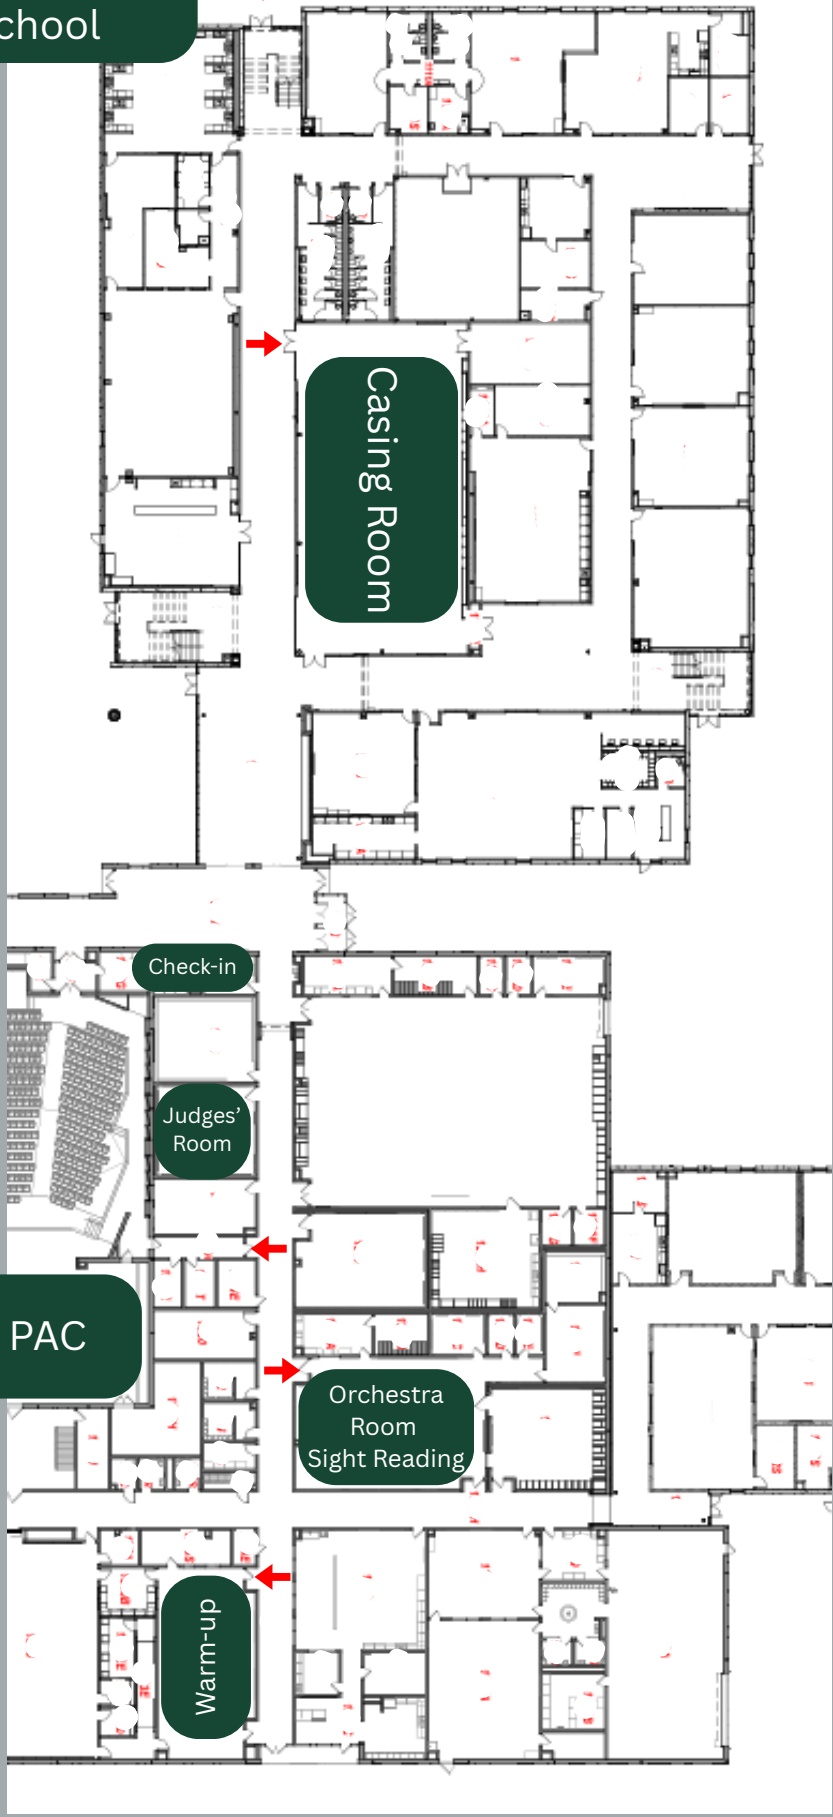 chool
Casing Room
Check-in
Judges’
Room
PAC
Orchestra
Room
Sight Reading
Warm-up